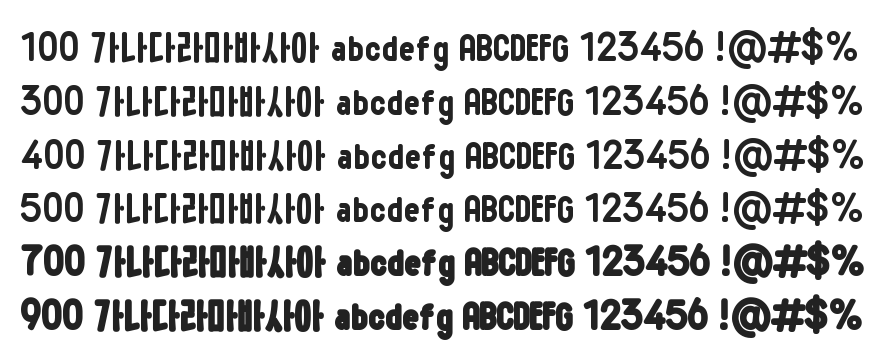 100 가나다라마바사아 abcdefg ABCDEFG 123456 !@#$%
300 가나다라마바사아 abcdefg ABCDEFG 123456 !@#$%
400 가나다라마바사아 abcdefg ABCDEFG 123456 !@#$%
500 가나다라마바사아 abcdefg ABCDEFG 123456 !@#$%
700 가나다라마바사아 abcdefg ABCDEFG 123456 !@#$%
900 가나다라마바사아 abcdefg ABCDEFG 123456 !@#$%